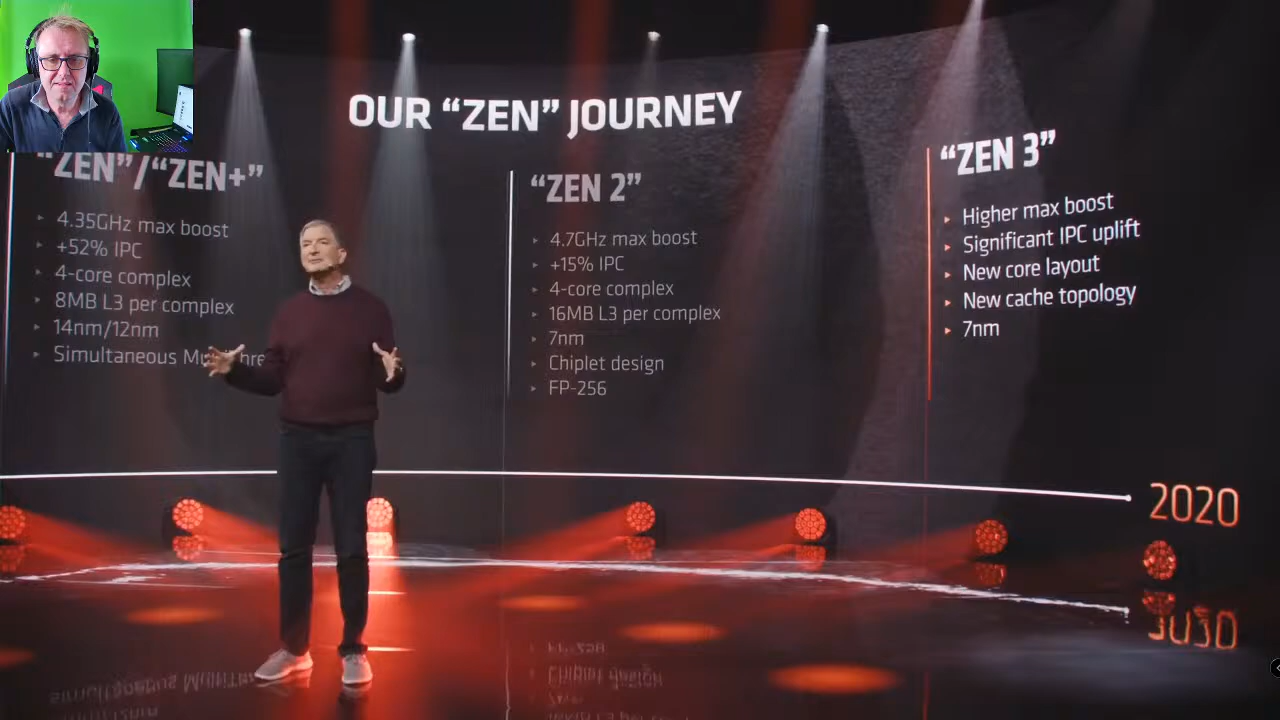 OUR “ZEN” JOURNEY
“ZEN”/“ZEN+”
4.35GHz max boost
+52% IPC
4-core complex
8MB L3 per complex
14nm/12nm
Simultaneous Mu
“ZEN 2”
4.7GHz max boost
+15% IPC
4-core complex
16MB L3 per complex
7nm
Chiplet design
FP-256
“ZEN 3”
Higher max boost
Significant IPC uplift
New core layout
New cache topology
7nm
2020